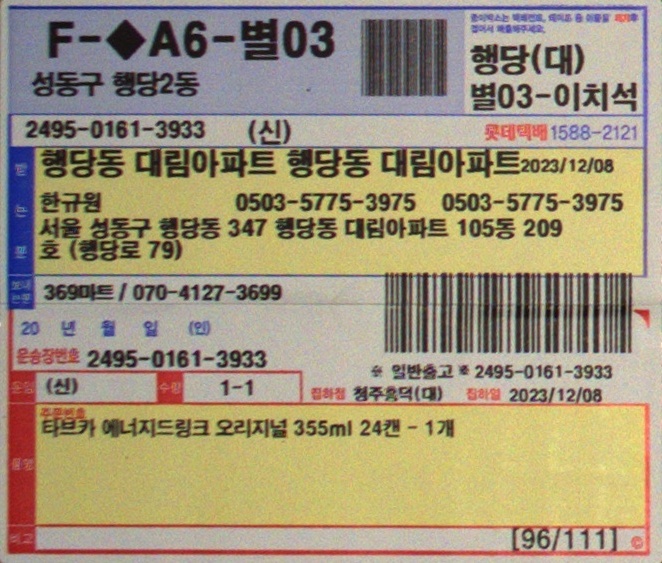 F-◆A6-별03
성동구 행당2동
행당(대)
별03-이치석
2495-0161-3933 (신)
롯데택배 1588-2121
행당동 대림아파트 행당동 대림아파트 2023/12/08
받는분
한규원 0503-5775-3975 0503-5775-3975
서울 성동구 행당동 347 행당동 대림아파트 105동 209
호 (행당로 79)
369마트 / 070-4127-3699
20 년 월 일 (인)
운송장번호 2495-0161-3933
※ 일반출고 ※ 2495-0161-3933
운임 (신) 수량 1-1
집하점 청주흥덕(대) 집하일 2023/12/08
주문번호
타브카 에너지드링크 오리지널 355ml 24캔 - 1개
품명
비고
[96/111] ©